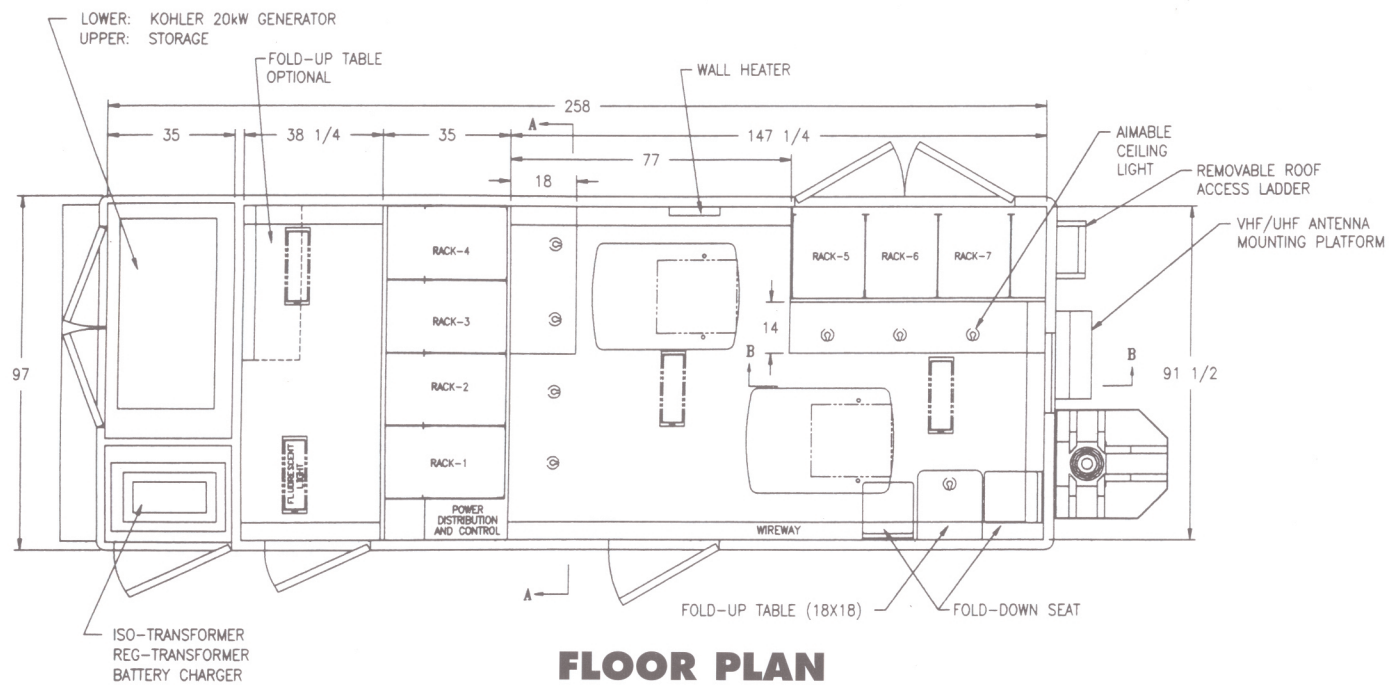 LOWER: KOHLER 20kW GENERATOR
UPPER: STORAGE
FOLD-UP TABLE
OPTIONAL
WALL HEATER
258
35
38 1/4
35
A
147 1/4
77
18
AIMABLE
CEILING
LIGHT
REMOVABLE ROOF
ACCESS LADDER
VHF/UHF ANTENNA
MOUNTING PLATFORM
RACK-4
RACK-5
RACK-6
RACK-7
RACK-3
14
B
B
97
91 1/2
RACK-2
RACK-1
FLUORESCENT
LIGHT
POWER
DISTRIBUTION
AND CONTROL
WIREWAY
A
FOLD-UP TABLE (18X18)
FOLD-DOWN SEAT
ISO-TRANSFORMER
REG-TRANSFORMER
BATTERY CHARGER
FLOOR PLAN